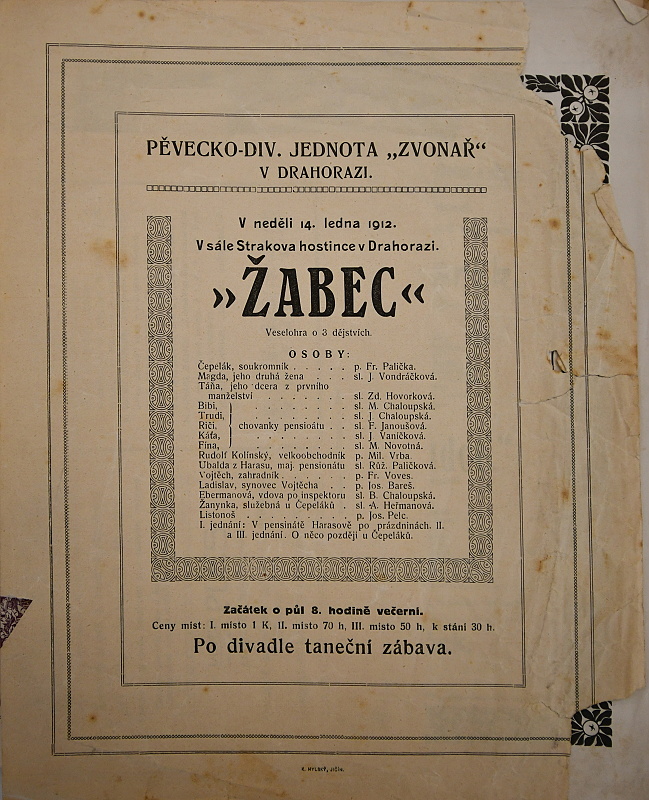 PĚVECKO-DIV. JEDNOTA „ZVONAŘ“
V DRAHORAZI.
V neděli 14. ledna 1912.
V sále Strakova hostince v Drahorazi.
»ŽABEC«
Veselohra o 3 dějstvích.
OSOBY:
Čepelák, soukromník . . . . . p. Fr. Palička.
Magda, jeho druhá žena . . . sl. J. Vondráčková.
Táňa, jeho dcera z prvního
manželství . . . . . . . sl. Zd. Hovorková.
Bibi, . . . . . . . . sl. M. Chaloupská.
Trudi, . . . . . . . . sl. J. Chaloupská.
Riči, chovanky pensioátu . . sl. F. Janoušová.
Káťa, . . . . . . . . sl. J. Vaníčková.
Fína, . . . . . . . . sl. M. Novotná.
Rudolf Kolínský, velkoobchodník p. Mil. Vrba.
Ubalda z Harasu, maj. pensionátu sl. Růž. Paličková.
Vojtěch, zahradník . . . . . . p. Fr. Voves.
Ladislav, synovec Vojtěcha . . p. Jos. Bareš.
Ebermanová, vdova po inspektoru sl. B. Chaloupská.
Žanynka, služebná u Čepeláků . sl. A. Heřmanová.
Listonoš . . . . . . . . . p. Jos. Pelc.
I. jednání: V pensinátě Harasově po prázdninách. II.
a III. jednání. O něco později u Čepeláků.
Začátek o půl 8. hodině večerní.
Ceny míst: I. místo 1 K, II. místo 70 h, III. místo 50 h, k stání 30 h.
Po divadle taneční zábava.
K. HYLSKÝ, JIČÍN.